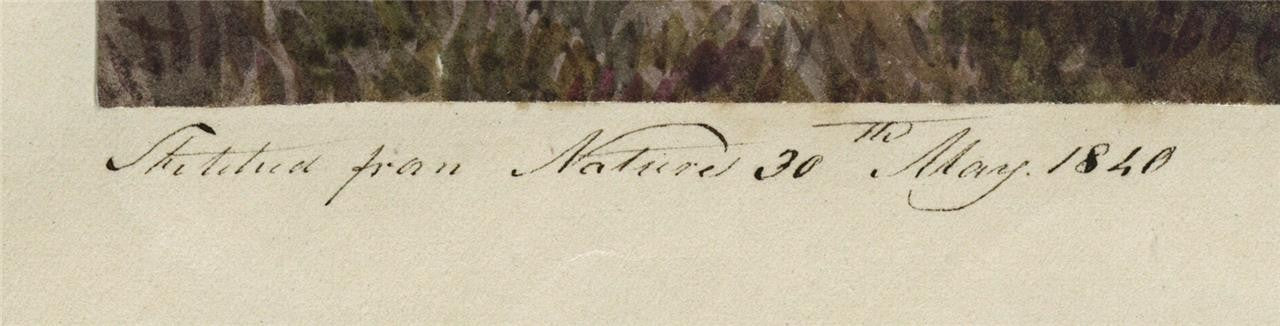 Sketched from Nature 30th May. 1840